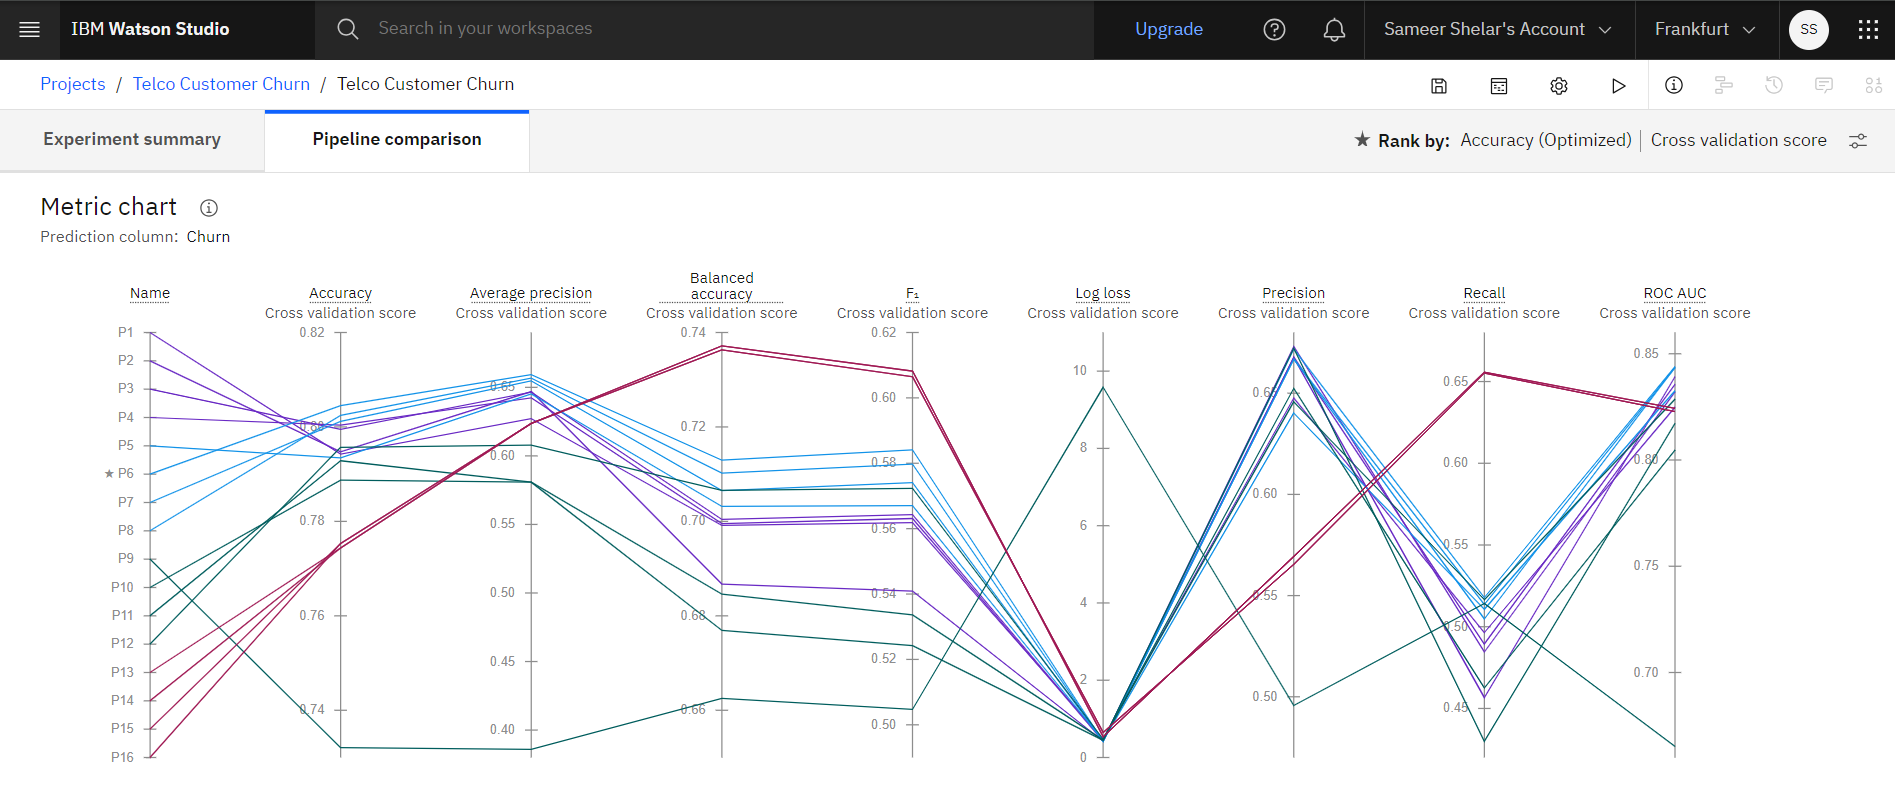 IBM Watson Studio
Search in your workspaces
Upgrade
Sameer Shelar's Account
Frankfurt
SS
Projects / Telco Customer Churn / Telco Customer Churn
Experiment summary
Pipeline comparison
★ Rank by: Accuracy (Optimized) | Cross validation score
Metric chart
Prediction column: Churn
Name
Accuracy
Cross validation score
Average precision
Cross validation score
Balanced
accuracy
Cross validation score
F₁
Cross validation score
Log loss
Cross validation score
Precision
Cross validation score
Recall
Cross validation score
ROC AUC
Cross validation score
P1
P2
P3
P4
P5
★ P6
P7
P8
P9
P10
P11
P12
P13
P14
P15
P16
0.82
0.80
0.78
0.76
0.74
0.65
0.60
0.55
0.50
0.45
0.40
0.74
0.72
0.70
0.68
0.66
0.62
0.60
0.58
0.56
0.54
0.52
0.50
10
8
6
4
2
0
0.65
0.60
0.55
0.50
0.65
0.60
0.55
0.50
0.45
0.85
0.80
0.75
0.70